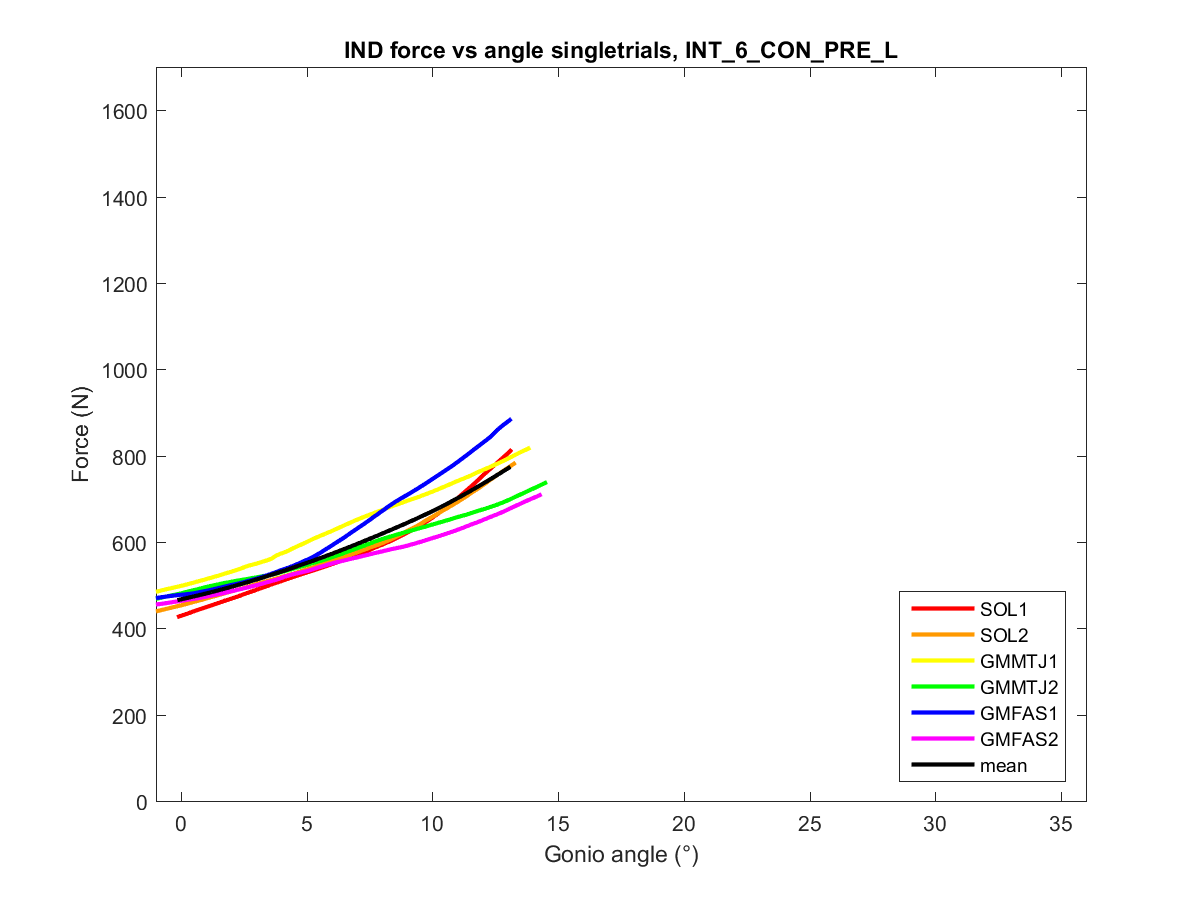 IND force vs angle singletrials, INT_6_CON_PRE_L
1600
1400
1200
1000
800
600
400
200
0
Force (N)
0 5 10 15 20 25 30 35
Gonio angle (°)
SOL1
SOL2
GMMTJ1
GMMTJ2
GMFAS1
GMFAS2
mean